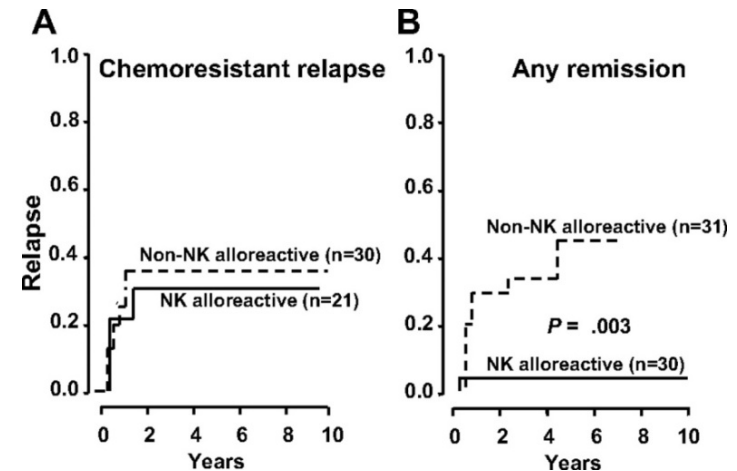 A
Chemoresistant relapse
Relapse
1.0
0.8
0.6
0.4
0.2
0.0
Non-NK alloreactive (n=30)
NK alloreactive (n=21)
0 2 4 6 8 10
Years
B
Any remission
1.0
0.8
0.6
0.4
0.2
0.0
Non-NK alloreactive (n=31)
P = .003
NK alloreactive (n=30)
0 2 4 6 8 10
Years